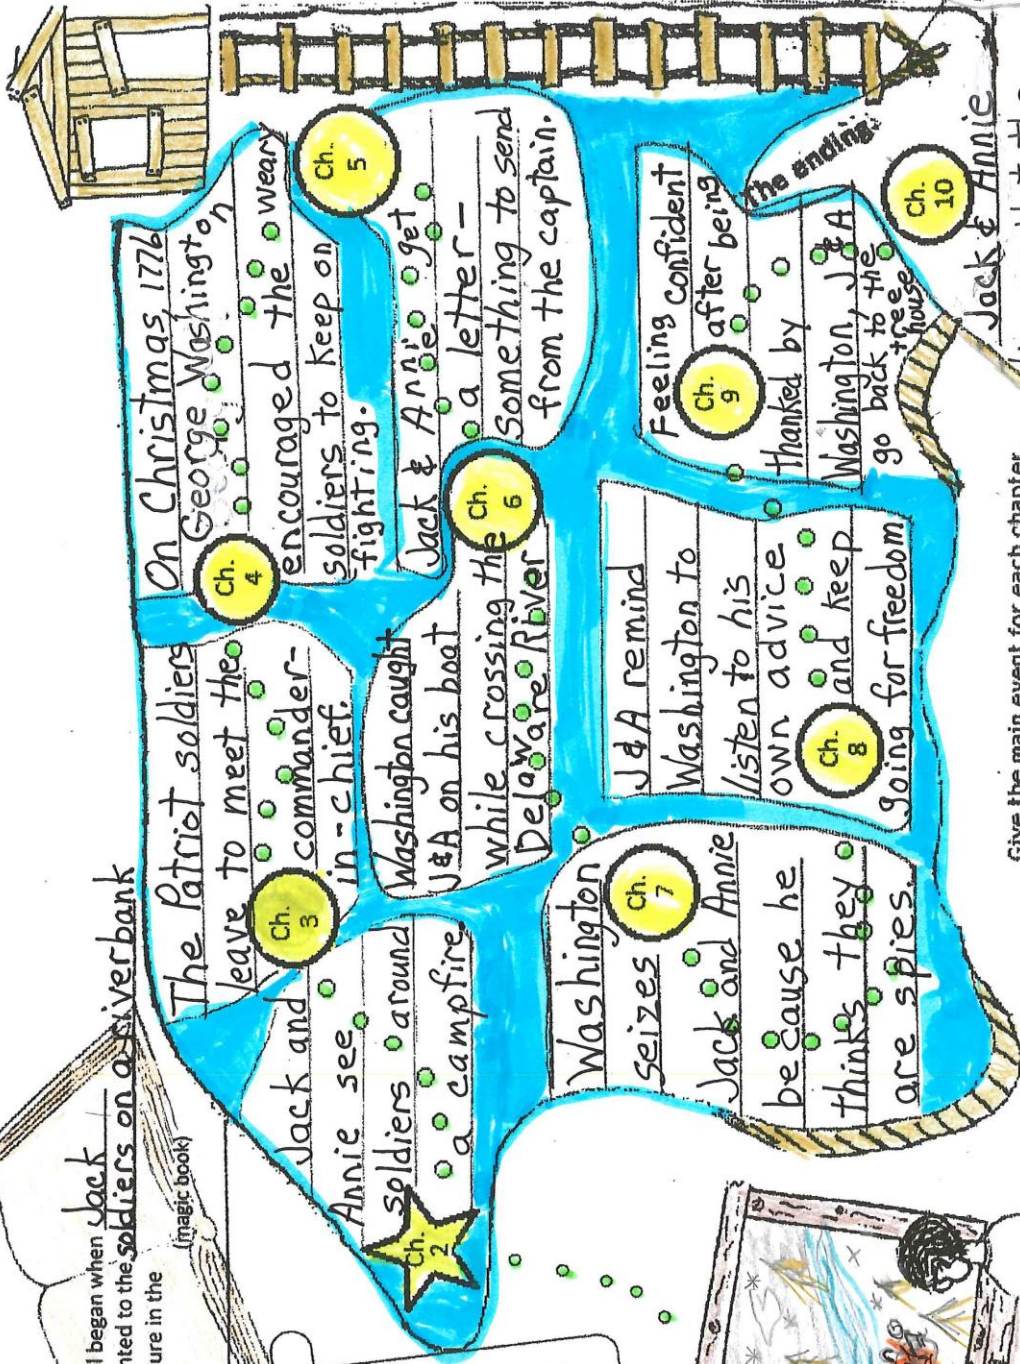 l began when Jack
nted to the soldiers on a riverbank
ure in the
(magic book)
Ch.
2
Jack and
Annie see
soldiers around
a campfire.
Ch.
3
The Patriot soldiers
leave to meet the
commander-
in-chief.
Ch.
4
On Christmas, 1776
George Washington
encouraged the weary
soldiers to keep on
fighting.
Ch.
5
Jack & Annie get
a letter-
something to send
from the captain.
Ch.
6
Washington caught
J&A on his boat
while crossing the
Delaware River
Ch.
7
Washington
seizes
Jack and Annie
because he
thinks they
are spies.
Ch.
8
J&A remind
Washington to
listen to his
own advice
and keep
going for freedom
Ch.
9
Feeling confident
after being
thanked by
Washington, J & A
go back to the
tree
house
The ending:
Ch.
10
Jack & Annie
Give the main event for each chapter